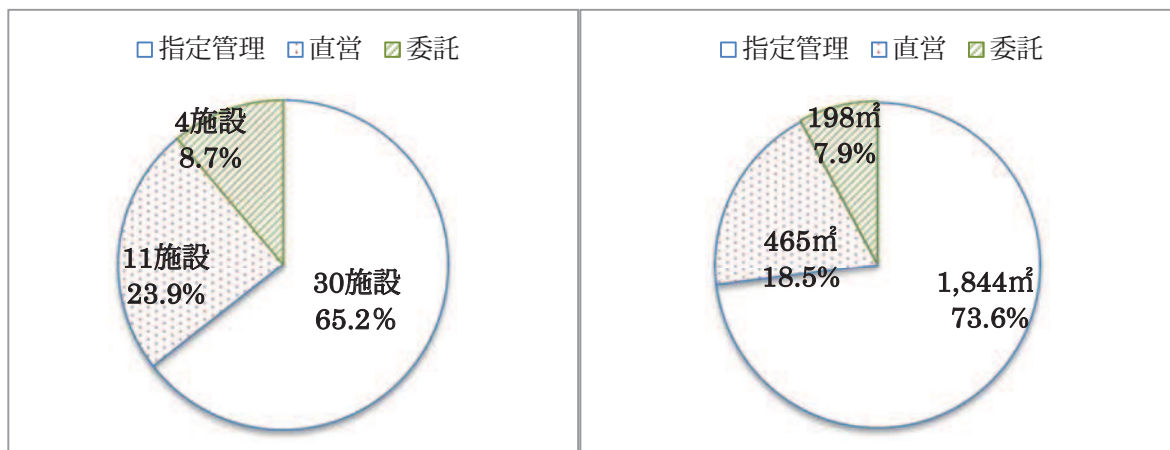 指定管理 直営 委託
4施設
8.7%
11施設
23.9%
30施設
65.2%
指定管理 直営 委託
198㎡
7.9%
465㎡
18.5%
1,844㎡
73.6%